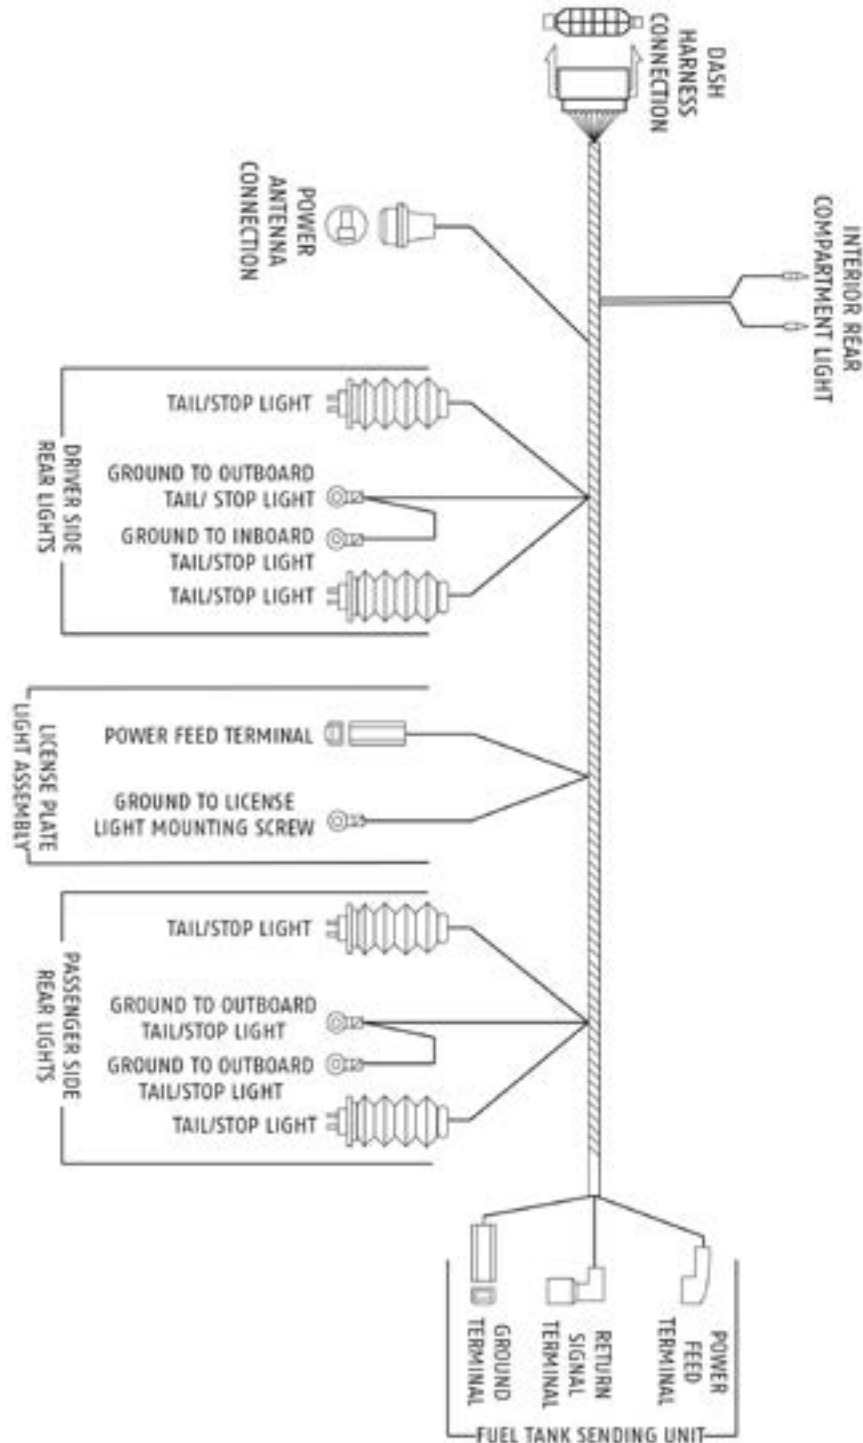 DASH
HARNESS
CONNECTION
INTERIOR REAR
COMPARTMENT LIGHT
POWER
ANTENNA
CONNECTION
TAIL/STOP LIGHT
GROUND TO OUTBOARD
TAIL/ STOP LIGHT
GROUND TO INBOARD
TAIL/STOP LIGHT
TAIL/STOP LIGHT
DRIVER SIDE
REAR LIGHTS
POWER FEED TERMINAL
GROUND TO LICENSE
LIGHT MOUNTING SCREW
LICENSE PLATE
LIGHT ASSEMBLY
TAIL/STOP LIGHT
GROUND TO OUTBOARD
TAIL/STOP LIGHT
GROUND TO OUTBOARD
TAIL/STOP LIGHT
TAIL/STOP LIGHT
PASSENGER SIDE
REAR LIGHTS
POWER
FEED
TERMINAL
RETURN
SIGNAL
TERMINAL
GROUND
TERMINAL
FUEL TANK SENDING UNIT